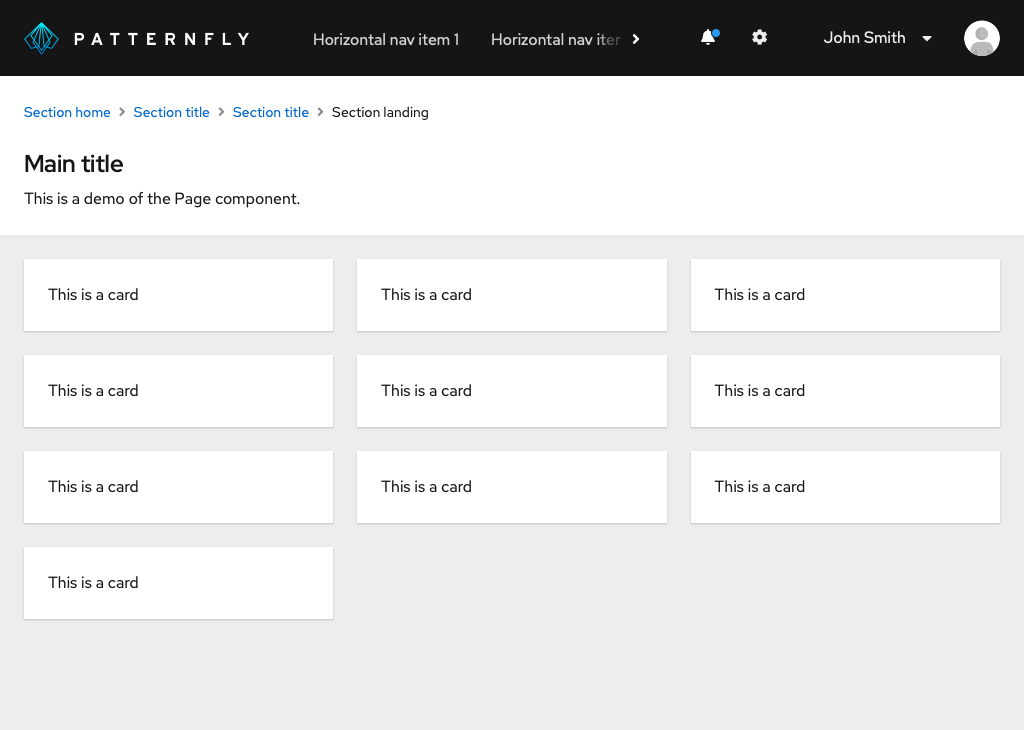 PATTERNFLY Horizontal nav item 1 Horizontal nav John Smith
Section home Section title Section title Section landing
Main title
This is a demo of the Page component.
This is a card This is a card This is a card
This is a card This is a card This is a card
This is a card This is a card This is a card
This is a card